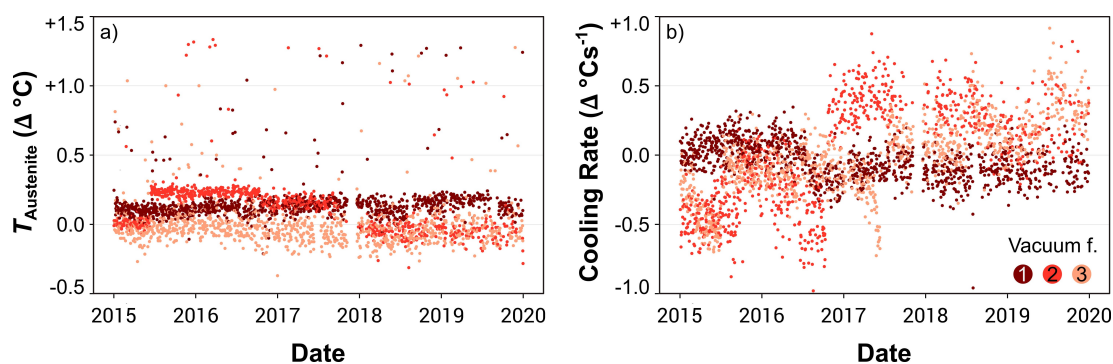 a)
+1.5
+1.0
0.5
0.0
-0.5
TAustenite (Δ °C)
2015 2016 2017 2018 2019 2020
Date
b)
+1.0
0.5
0.0
-0.5
-1.0
Cooling Rate (Δ °Cs⁻¹)
Vacuum f.
1 2 3
2015 2016 2017 2018 2019 2020
Date